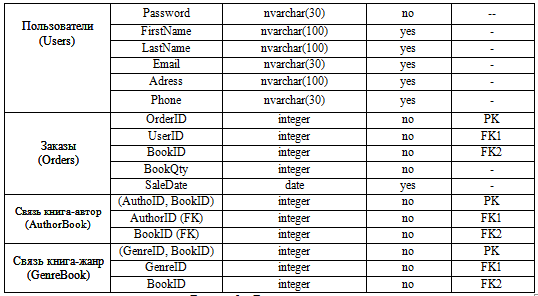 Пользователи (Users) Password nvarchar(30) no --
FirstName nvarchar(100) yes -
LastName nvarchar(100) yes -
Email nvarchar(30) yes -
Adress nvarchar(100) yes -
Phone nvarchar(30) yes -
Заказы (Orders) OrderID integer no PK
UserID integer no FK1
BookID integer no FK2
BookQty integer no -
SaleDate date yes -
Связь книга-автор (AuthorBook) (AuthoID, BookID) integer no PK
AuthorID (FK) integer no FK1
BookID (FK) integer no FK2
Связь книга-жанр (GenreBook) (GenreID, BookID) integer no PK
GenreID integer no FK1
BookID integer no FK2